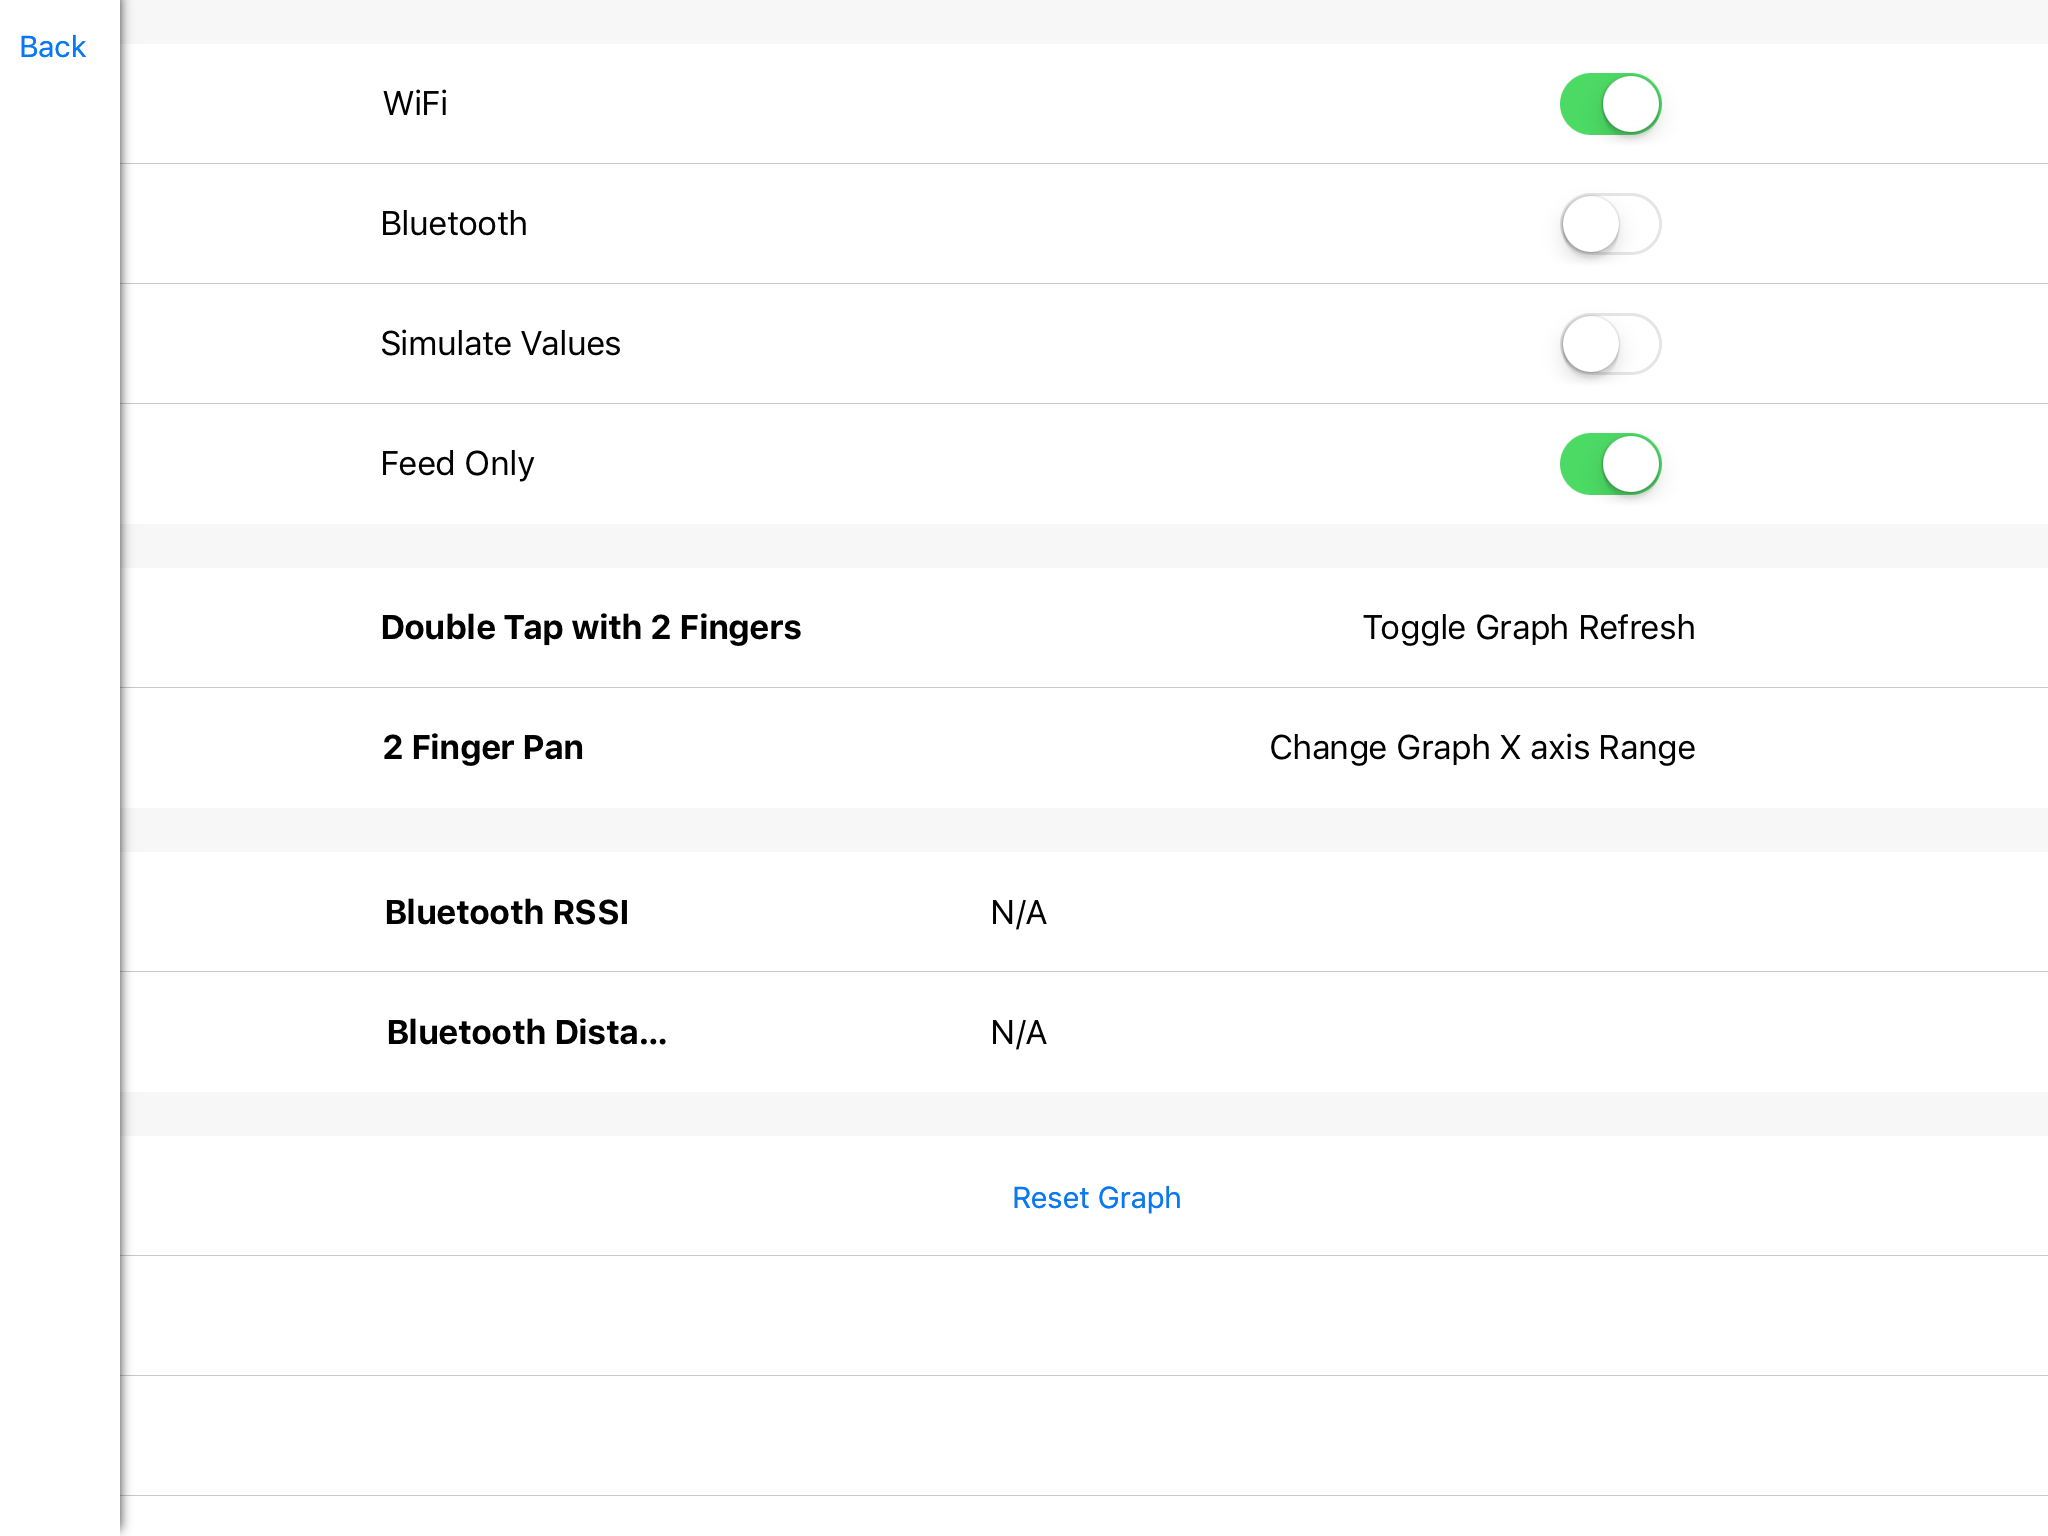 Back
WiFi
Bluetooth
Simulate Values
Feed Only
Double Tap with 2 Fingers Toggle Graph Refresh
2 Finger Pan Change Graph X axis Range
Bluetooth RSSI N/A
Bluetooth Dista... N/A
Reset Graph